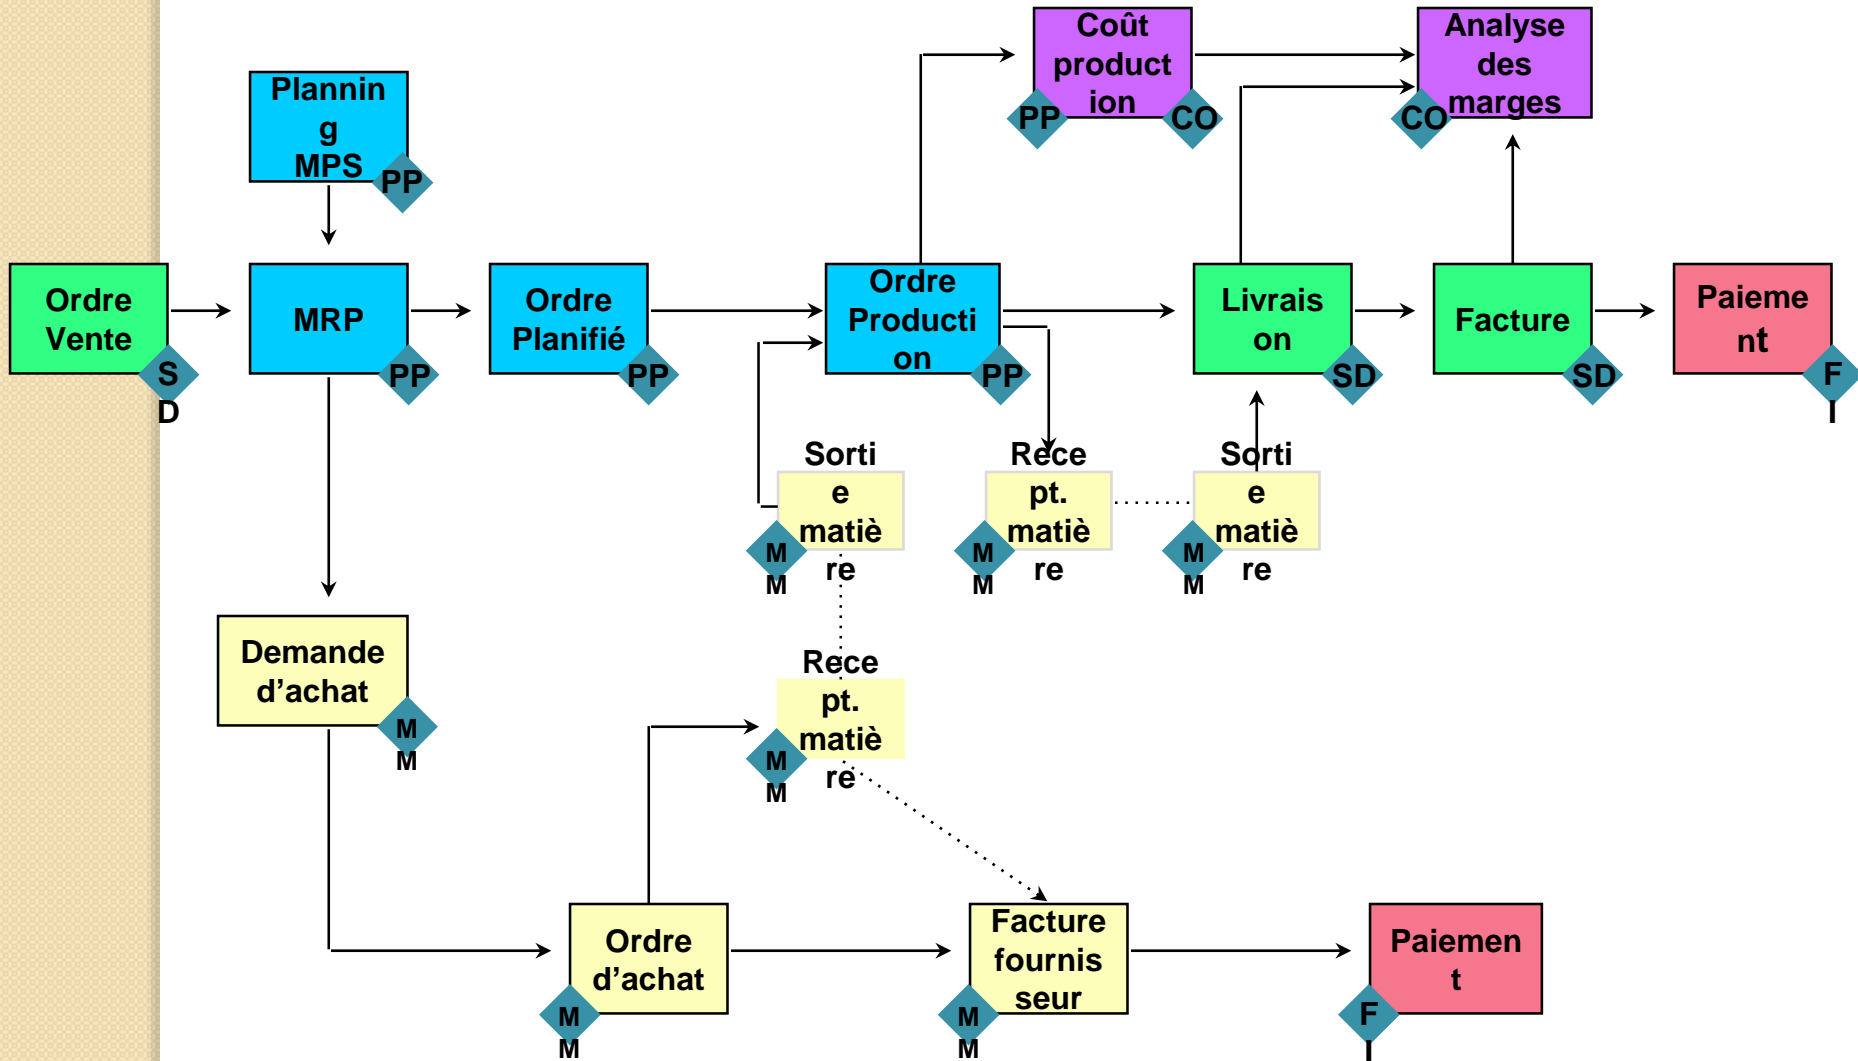 Coût
product
ion
PP
CO
Analyse
des
marges
CO
Plannin
g
MPS
PP
Ordre
Vente
S
D
MRP
PP
Ordre
Planifié
PP
Ordre
Producti
on
PP
Livrais
on
SD
Facture
SD
Paieme
nt
F
I
Sorti
e
matiè
re
M
M
Rece
pt.
matiè
re
M
M
Sorti
e
matiè
re
M
M
Demande
d’achat
M
M
Rece
pt.
matiè
re
M
M
Ordre
d’achat
M
M
Facture
fournis
seur
M
M
Paiemen
t
F
I